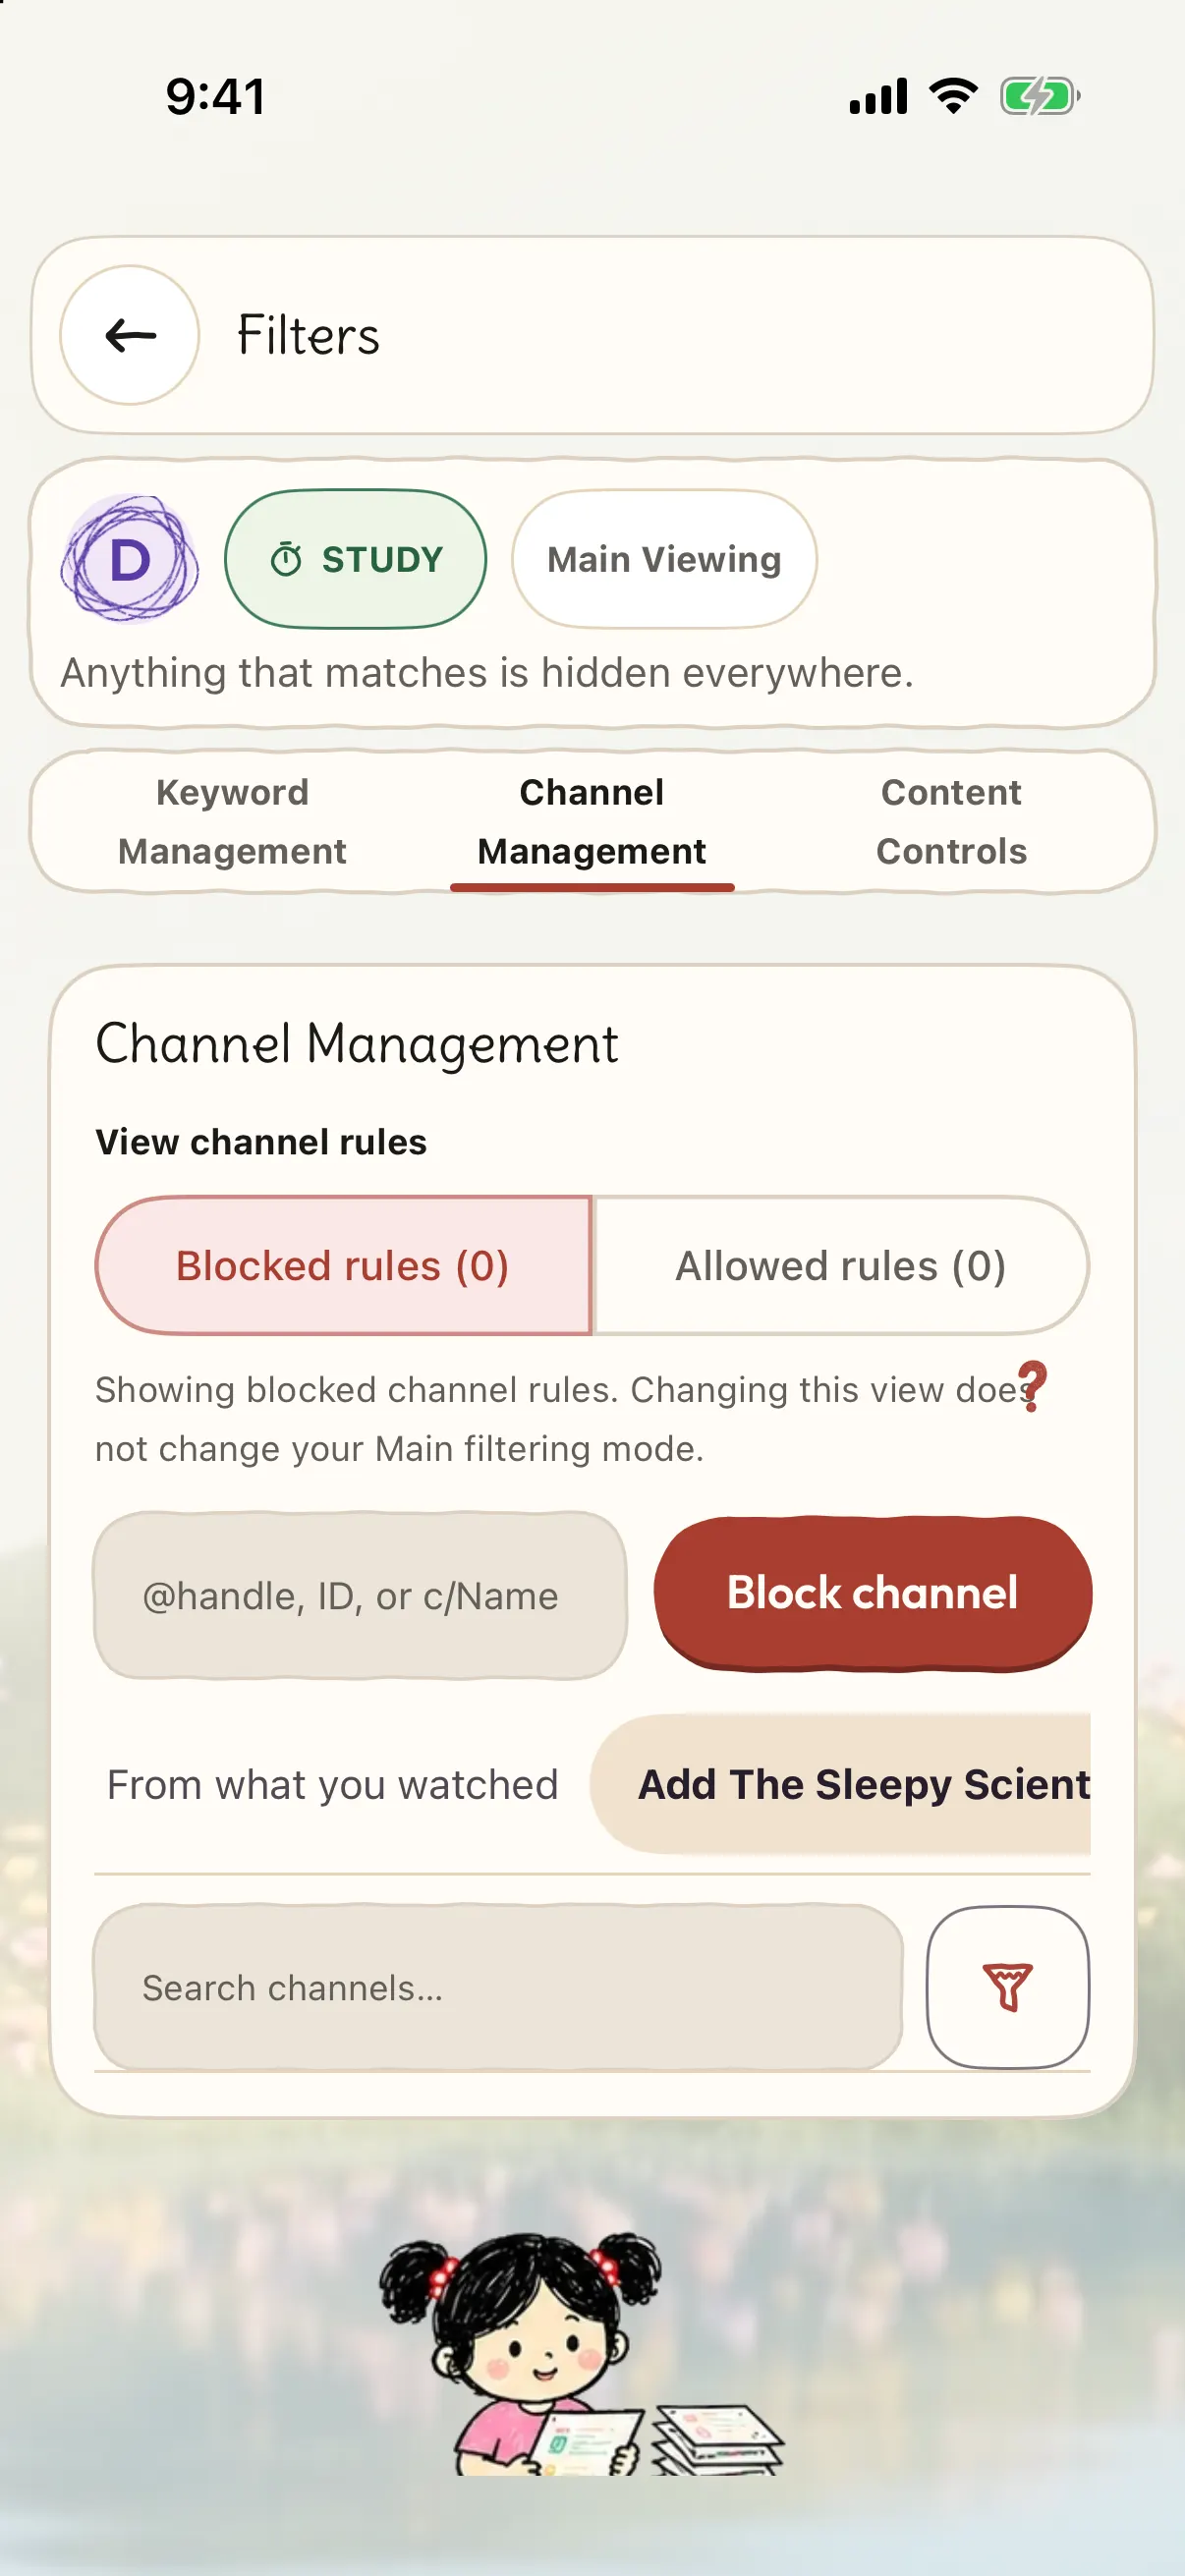 9:41
Filters
D
STUDY
Main Viewing
Anything that matches is hidden everywhere.
Keyword
Management
Channel
Management
Content
Controls
Channel Management
View channel rules
Blocked rules (0)
Allowed rules (0)
Showing blocked channel rules. Changing this view does
?
not change your Main filtering mode.
@handle, ID, or c/Name
Block channel
From what you watched
Add The Sleepy Scient
Search channels...